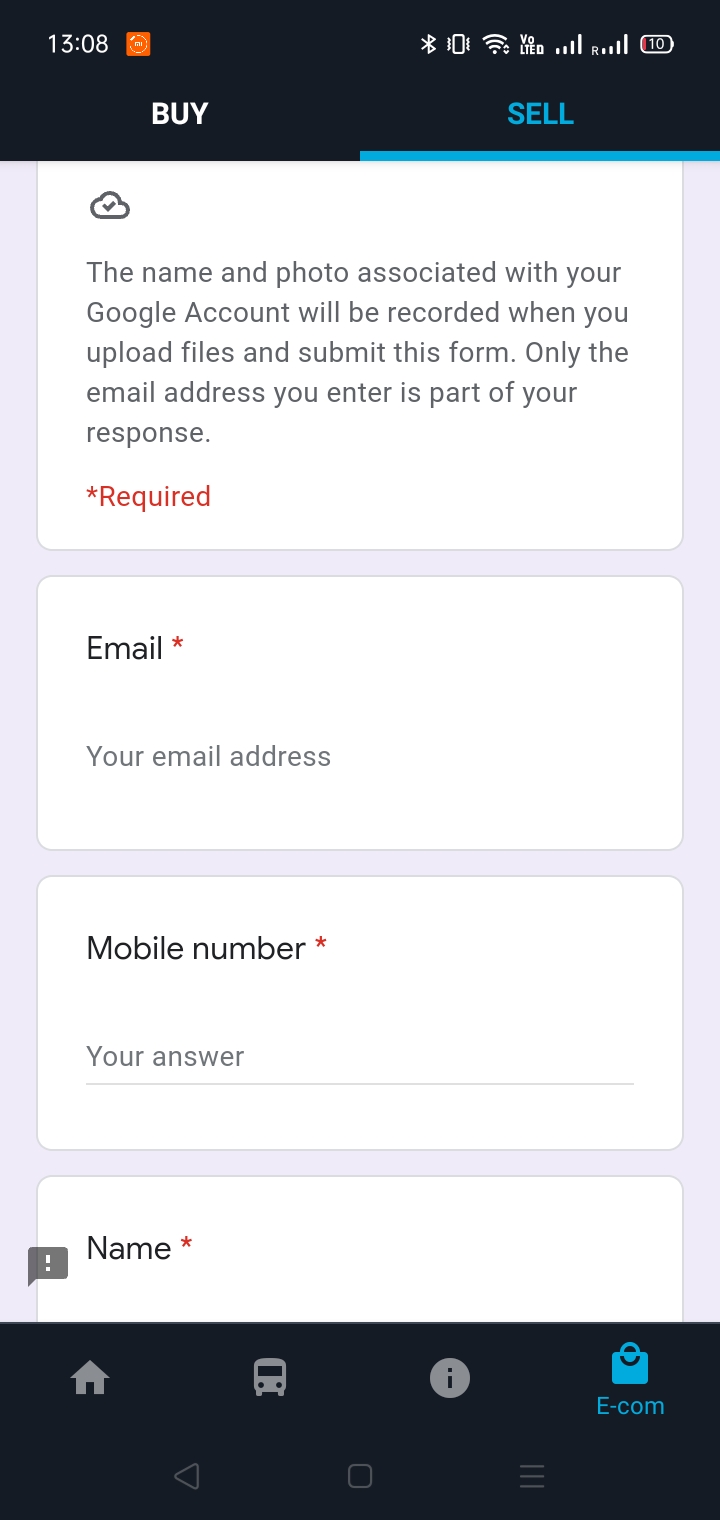 13:08
Vo
LTED
R
10
BUY
SELL
The name and photo associated with your
Google Account will be recorded when you
upload files and submit this form. Only the
email address you enter is part of your
response.
*Required
Email *
Your email address
Mobile number *
Your answer
Name *
E-com